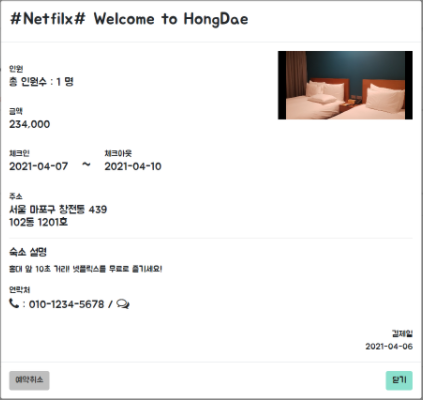 #Netfilx# Welcome to HongDae
인원
총 인원수 : 1 명
금액
234,000
체크인 체크아웃
2021-04-07 ~ 2021-04-10
주소
서울 마포구 창전동 439
102동 1201호
숙소 설명
홍대 앞 10초 거리! 넷플릭스를 무료로 즐기세요!
연락처
: 010-1234-5678 /
김제일
2021-04-06
예약취소 닫기